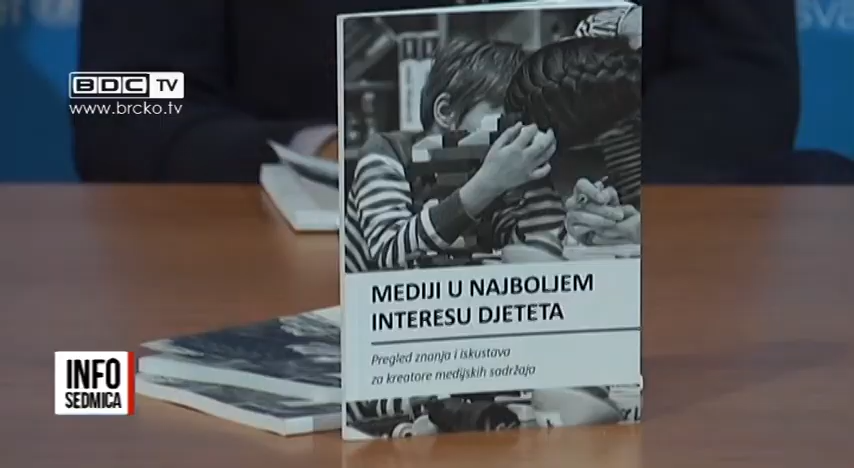 BDC TV
www.brcko.tv
MEDIJI U NAJBOLJEM
INTERESU DJETETA
Pregled znanja i iskustava
za kreatore medijskih sadržaja
INFO
SEDMICA